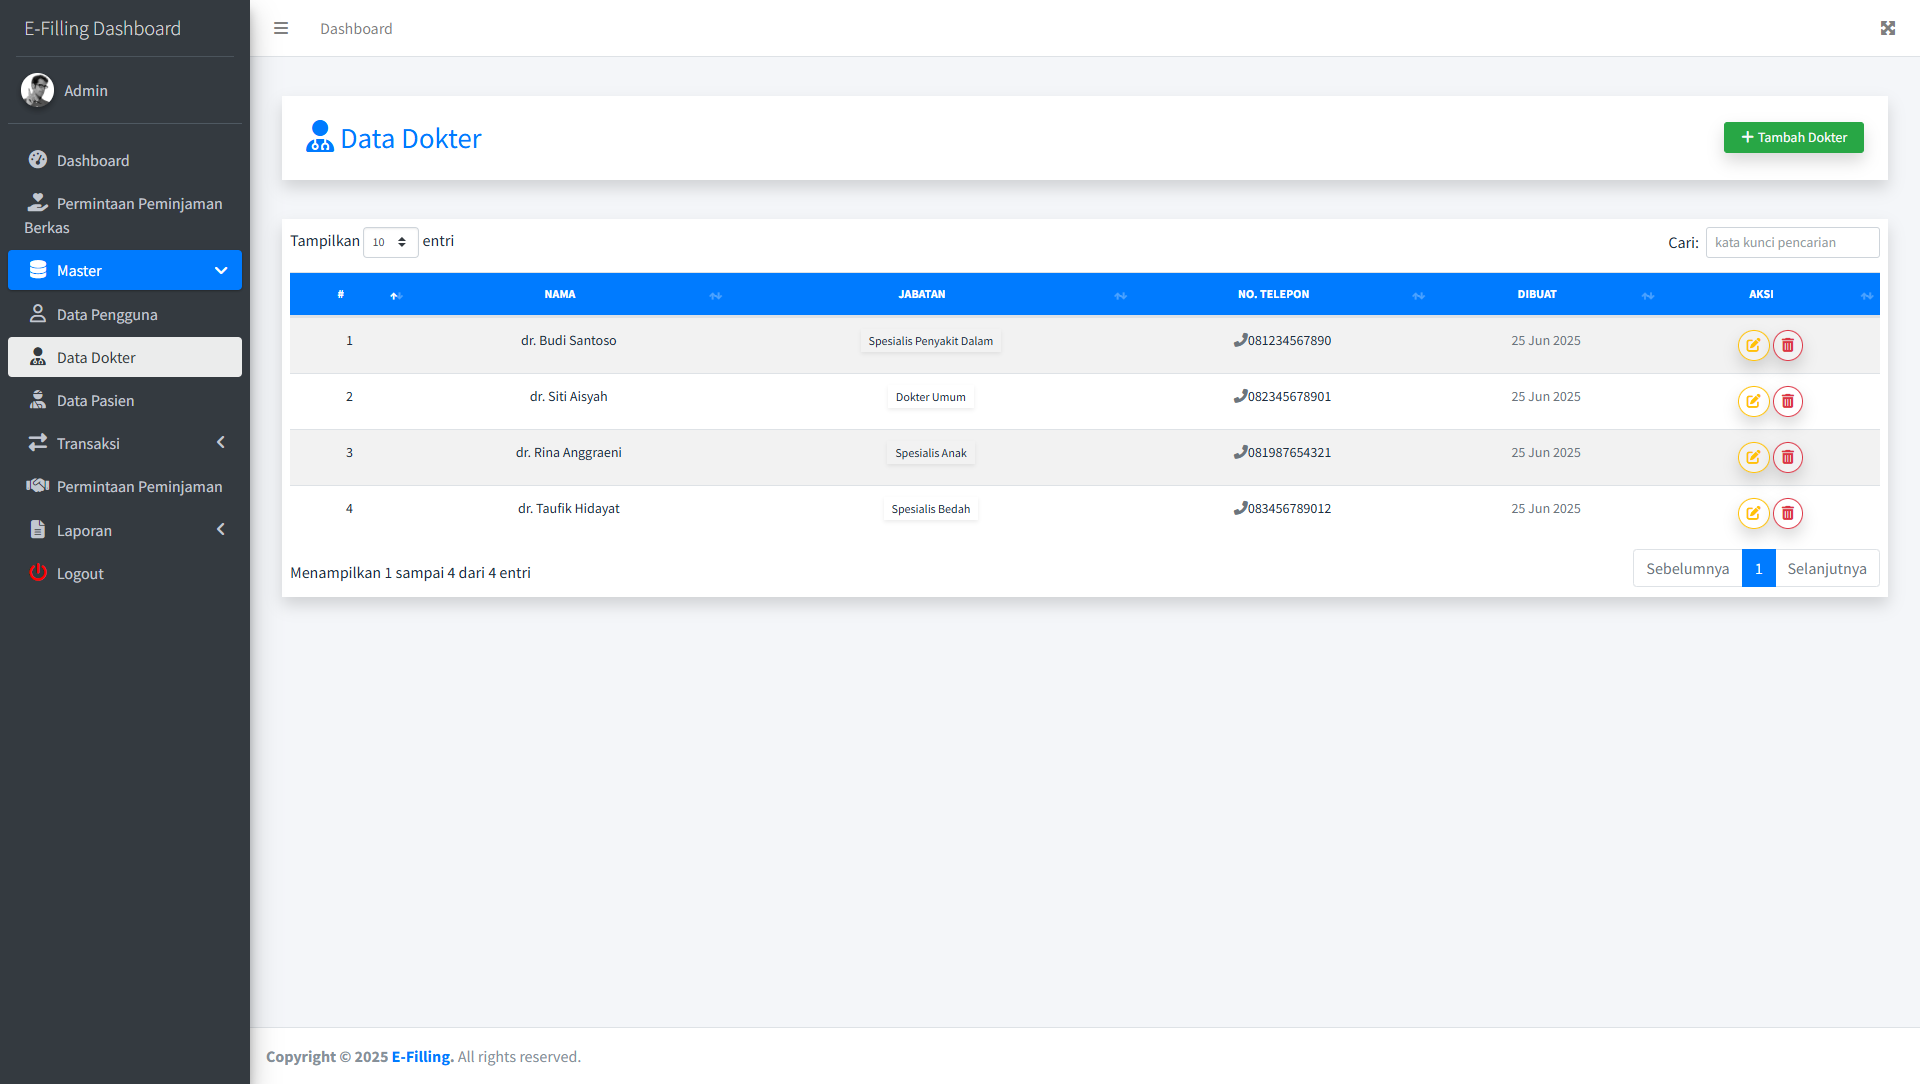 E-Filling Dashboard
Dashboard
Admin
Dashboard
Permintaan Peminjaman
Berkas
Master
Data Pengguna
Data Dokter
Data Pasien
Transaksi
Permintaan Peminjaman
Laporan
Logout
Data Dokter
Tambah Dokter
Tampilkan 10 entri
Cari: kata kunci pencarian
# NAMA JABATAN NO. TELEPON DIBUAT AKSI
1 dr. Budi Santoso Spesialis Penyakit Dalam 081234567890 25 Jun 2025
2 dr. Siti Aisyah Dokter Umum 082345678901 25 Jun 2025
3 dr. Rina Anggraeni Spesialis Anak 081987654321 25 Jun 2025
4 dr. Taufik Hidayat Spesialis Bedah 083456789012 25 Jun 2025
Menampilkan 1 sampai 4 dari 4 entri
Sebelumnya 1 Selanjutnya
Copyright © 2025 E-Filling. All rights reserved.